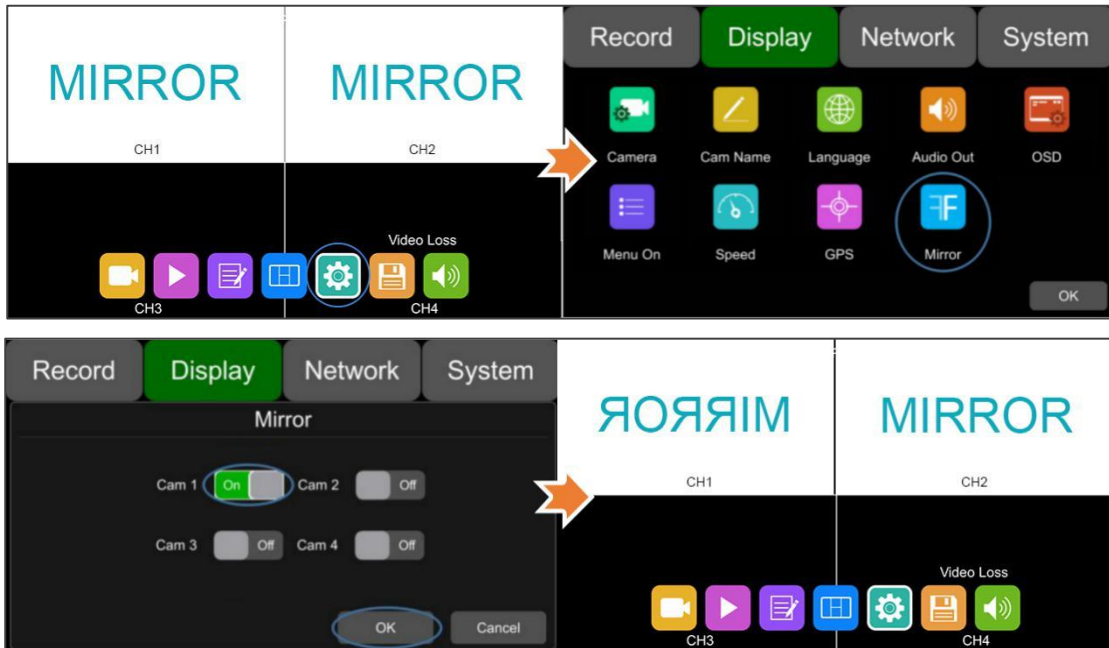 MIRROR
CH1
MIRROR
CH2
Video Loss
CH3
CH4
Record Display Network System
Camera Cam Name Language Audio Out OSD
Menu On Speed GPS Mirror
OK
Record Display Network System
Mirror
Cam 1 On Cam 2 Off
Cam 3 Off Cam 4 Off
OK Cancel
ЯOЯЯIM
CH1
MIRROR
CH2
Video Loss
CH3
CH4